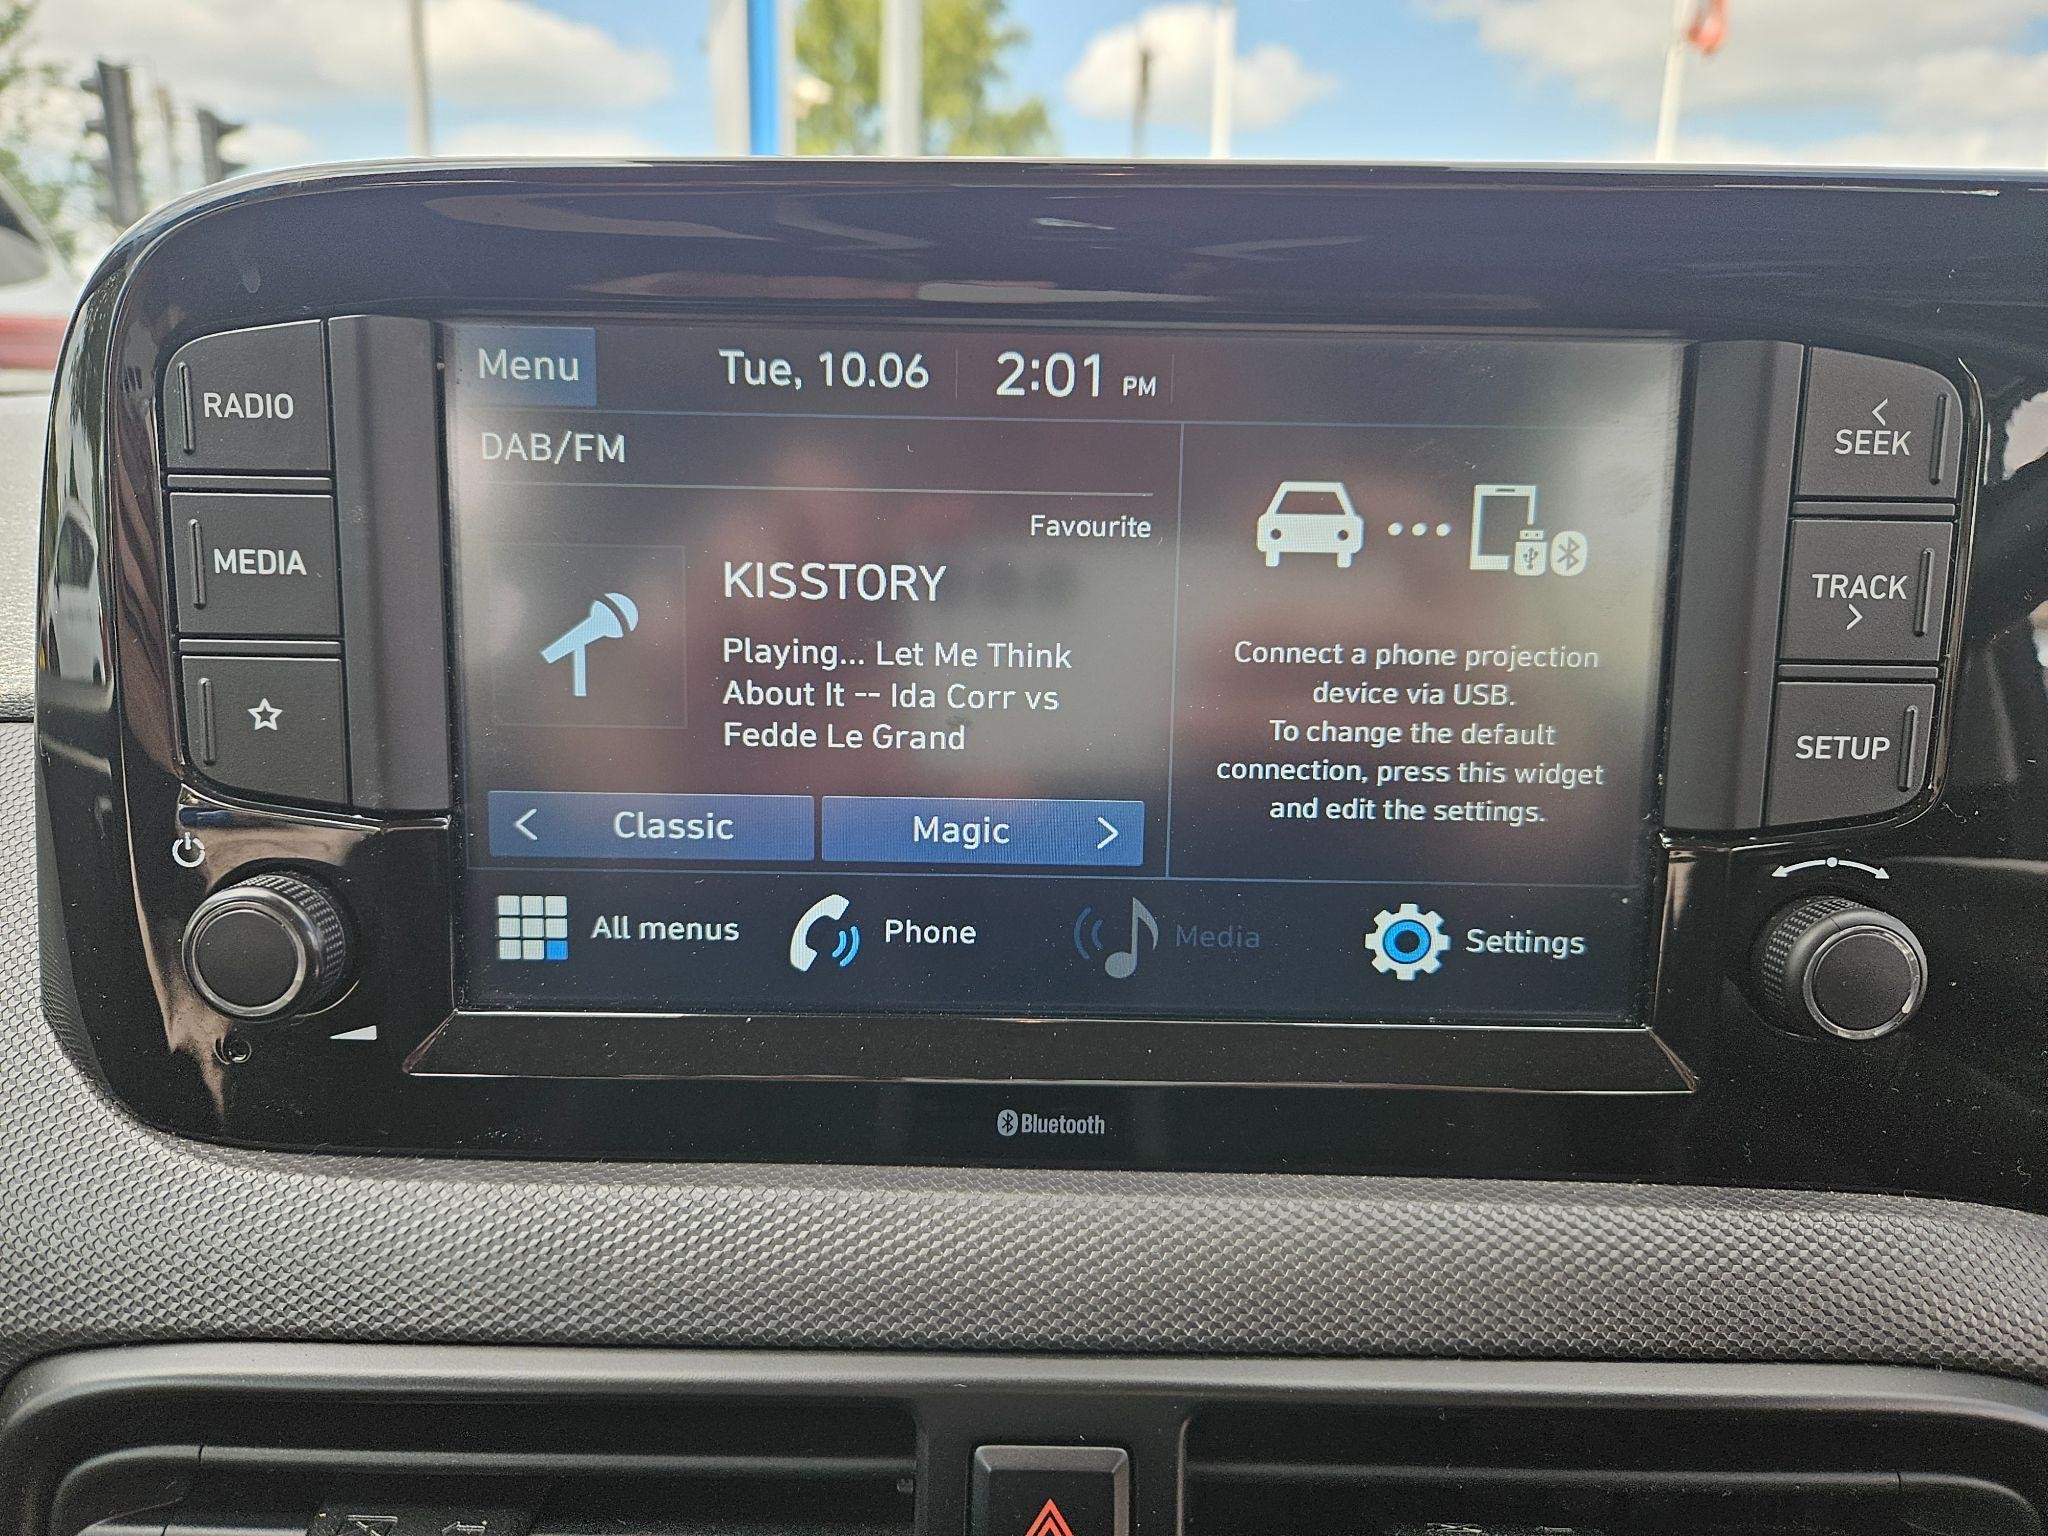 Menu
Tue, 10.06
2:01 PM
DAB/FM
Favourite
KISSTORY
Playing... Let Me Think
About It -- Ida Corr vs
Fedde Le Grand
< Classic
Magic >
Connect a phone projection
device via USB.
To change the default
connection, press this widget
and edit the settings.
All menus
Phone
Media
Settings
RADIO
MEDIA
<
SEEK
TRACK
>
SETUP
Bluetooth